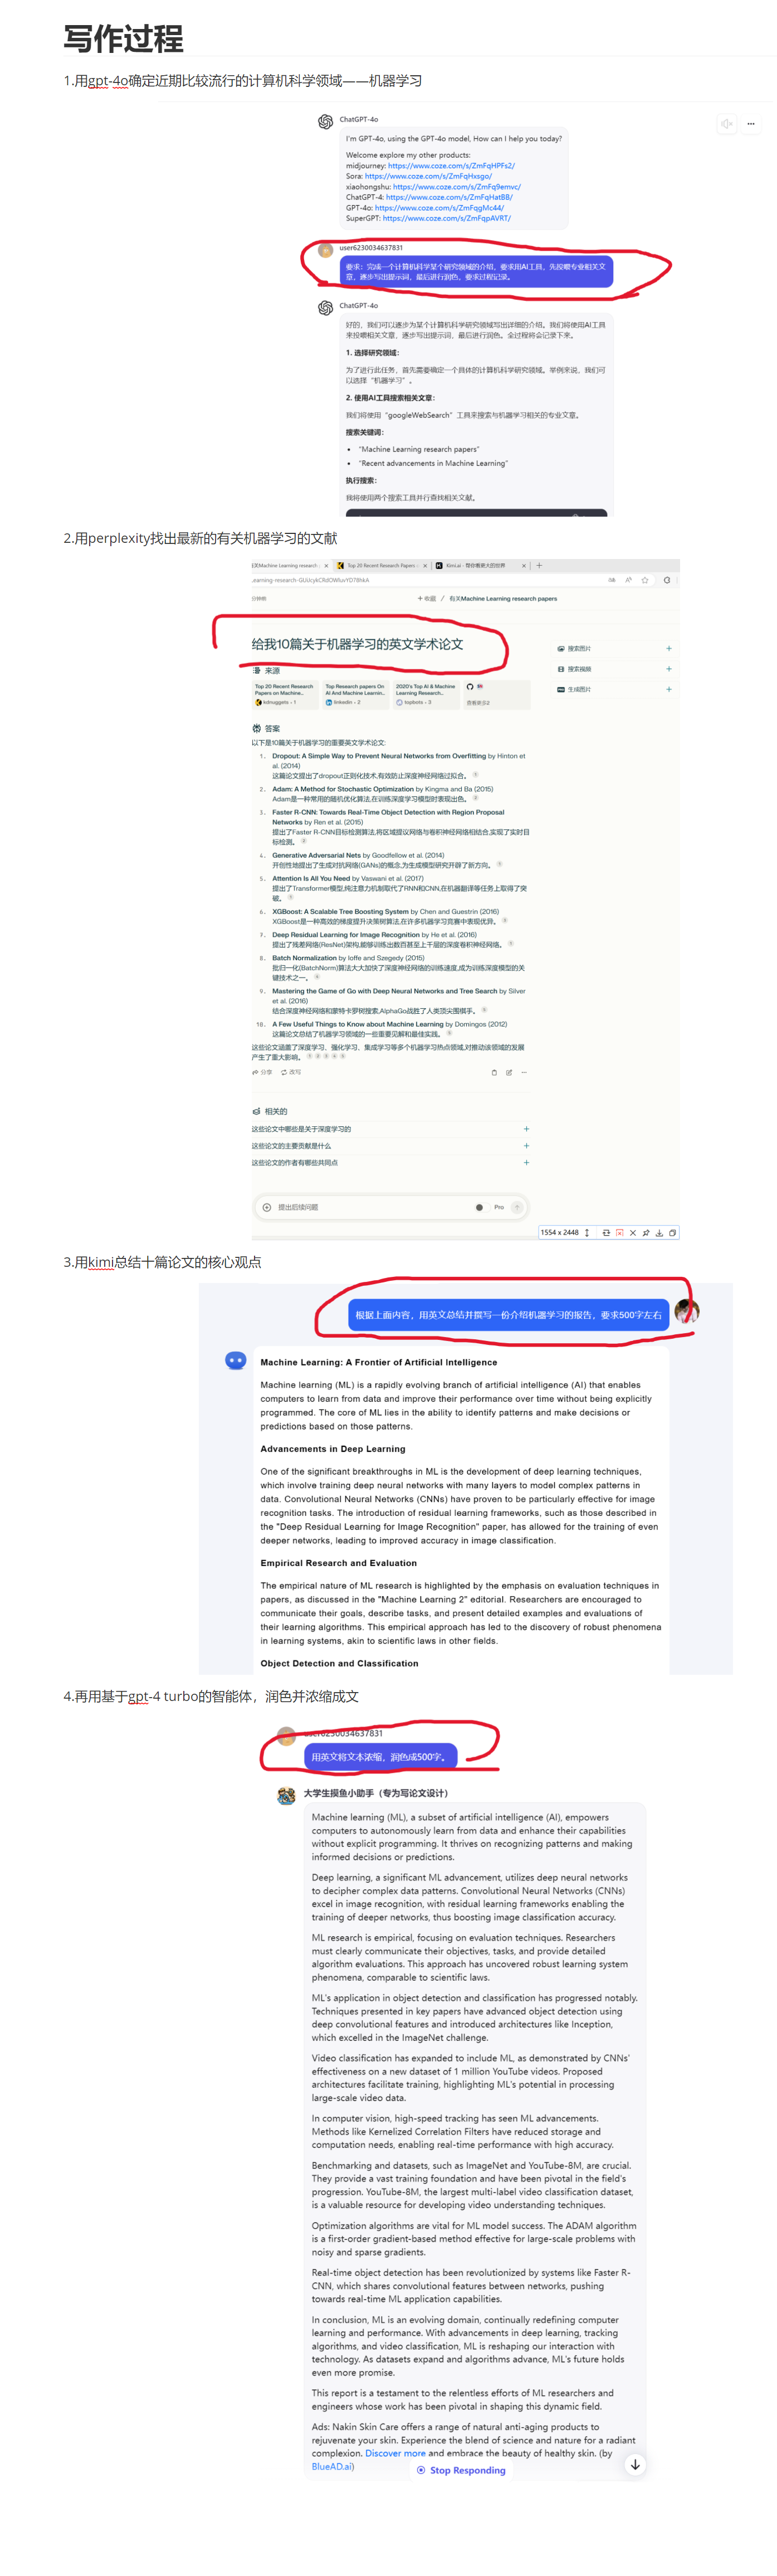 写作过程
1.用gpt-4o确定近期比较流行的计算机科学领域——机器学习
ChatGPT-4o
I'm GPT-4o, using the GPT-4o model, How can I help you today?
Welcome explore my other products:
midjourney: https://www.coze.com/s/ZmFqHPFs2/
Sora: https://www.coze.com/s/ZmFqHxsgo/
xiaohongshu: https://www.coze.com/s/ZmFq9emvc/
ChatGPT-4: https://www.coze.com/s/ZmFqHatBB/
GPT-4o: https://www.coze.com/s/ZmFqgMc44/
SuperGPT: https://www.coze.com/s/ZmFqpAVRT/
user6230034637831
要求：完成一个计算机科学某个研究领域的介绍，要求用AI工具，先投喂专业相关文
章，逐步写出提示词，最后进行润色，要求过程记录。
ChatGPT-4o
好的，我们可以逐步为某个计算机科学研究领域写出详细的介绍。我们将使用AI工具
来投喂相关文章，逐步写出提示词，最后进行润色。全过程将会记录下来。
1. 选择研究领域：
为了进行此任务，首先需要确定一个具体的计算机科学研究领域。举例来说，我们可
以选择“机器学习”。
2. 使用AI工具搜索相关文章：
我们将使用“googleWebSearch”工具来搜索与机器学习相关的专业文章。
搜索关键词：
• “Machine Learning research papers”
• “Recent advancements in Machine Learning”
执行搜索：
我将使用两个搜索工具并行查找相关文献。
2.用perplexity找出最新的有关机器学习的文献
Machine Learning research
Top 20 Recent Research Papers
Kimi.ai - 帮你看更大的世界
分钟前
收藏 / 有关Machine Learning research papers
给我10篇关于机器学习的英文学术论文
搜索图片
搜索视频
生成图片
来源
Top 20 Recent Research Papers on Machine...
kdnuggets · 1
Top Research papers On AI And Machine Learnin...
linkedin · 2
2020's Top AI & Machine Learning Research...
topbots · 3
查看更多2
答案
以下是10篇关于机器学习的重要英文学术论文:
1. Dropout: A Simple Way to Prevent Neural Networks from Overfitting by Hinton et
al. (2014)
这篇论文提出了dropout正则化技术,有效防止深度神经网络过拟合。
2. Adam: A Method for Stochastic Optimization by Kingma and Ba (2015)
Adam是一种常用的随机优化算法,在训练深度学习模型时表现出色。
3. Faster R-CNN: Towards Real-Time Object Detection with Region Proposal
Networks by Ren et al. (2015)
提出了Faster R-CNN目标检测算法,将区域提议网络与卷积神经网络相结合,实现了实时目
标检测。
4. Generative Adversarial Nets by Goodfellow et al. (2014)
开创性地提出了生成对抗网络(GANs)的概念,为生成模型研究开辟了新方向。
5. Attention Is All You Need by Vaswani et al. (2017)
提出了Transformer模型,纯注意力机制取代了RNN和CNN,在机器翻译等任务上取得了突
破。
6. XGBoost: A Scalable Tree Boosting System by Chen and Guestrin (2016)
XGBoost是一种高效的梯度提升决策树算法,在许多机器学习竞赛中表现优异。
7. Deep Residual Learning for Image Recognition by He et al. (2016)
提出了残差网络(ResNet)架构,能够训练出数百甚至上千层的深度卷积神经网络。
8. Batch Normalization by Ioffe and Szegedy (2015)
批归一化(BatchNorm)算法大大加快了深度神经网络的训练速度,成为训练深度模型的关
键技术之一。
9. Mastering the Game of Go with Deep Neural Networks and Tree Search by Silver
et al. (2016)
结合深度神经网络和蒙特卡罗树搜索,AlphaGo战胜了人类顶尖围棋手。
10. A Few Useful Things to Know about Machine Learning by Domingos (2012)
这篇论文总结了机器学习领域的一些重要见解和最佳实践。
这些论文涵盖了深度学习、强化学习、集成学习等多个机器学习热点领域,对推动该领域的发展
产生了重大影响。
分享 改写
相关的
这些论文中哪些是关于深度学习的
这些论文的主要贡献是什么
这些论文的作者有哪些共同点
提出后续问题
Pro
1554 x 2448
3.用kimi总结十篇论文的核心观点
根据上面内容，用英文总结并撰写一份介绍机器学习的报告，要求500字左右
Machine Learning: A Frontier of Artificial Intelligence
Machine learning (ML) is a rapidly evolving branch of artificial intelligence (AI) that enables
computers to learn from data and improve their performance over time without being explicitly
programmed. The core of ML lies in the ability to identify patterns and make decisions or
predictions based on those patterns.
Advancements in Deep Learning
One of the significant breakthroughs in ML is the development of deep learning techniques,
which involve training deep neural networks with many layers to model complex patterns in
data. Convolutional Neural Networks (CNNs) have proven to be particularly effective for image
recognition tasks. The introduction of residual learning frameworks, such as those described in
the "Deep Residual Learning for Image Recognition" paper, has allowed for the training of even
deeper networks, leading to improved accuracy in image classification.
Empirical Research and Evaluation
The empirical nature of ML research is highlighted by the emphasis on evaluation techniques in
papers, as discussed in the "Machine Learning 2" editorial. Researchers are encouraged to
communicate their goals, describe tasks, and present detailed examples and evaluations of
their learning algorithms. This empirical approach has led to the discovery of robust phenomena
in learning systems, akin to scientific laws in other fields.
Object Detection and Classification
4.再用基于gpt-4 turbo的智能体，润色并浓缩成文
user6230034637831
用英文将文本浓缩，润色成500字。
大学生摸鱼小助手（专为写论文设计）
Machine learning (ML), a subset of artificial intelligence (AI), empowers
computers to autonomously learn from data and enhance their capabilities
without explicit programming. It thrives on recognizing patterns and making
informed decisions or predictions.
Deep learning, a significant ML advancement, utilizes deep neural networks
to decipher complex data patterns. Convolutional Neural Networks (CNNs)
excel in image recognition, with residual learning frameworks enabling the
training of deeper networks, thus boosting image classification accuracy.
ML research is empirical, focusing on evaluation techniques. Researchers
must clearly communicate their objectives, tasks, and provide detailed
algorithm evaluations. This approach has uncovered robust learning system
phenomena, comparable to scientific laws.
ML's application in object detection and classification has progressed notably.
Techniques presented in key papers have advanced object detection using
deep convolutional features and introduced architectures like Inception,
which excelled in the ImageNet challenge.
Video classification has expanded to include ML, as demonstrated by CNNs'
effectiveness on a new dataset of 1 million YouTube videos. Proposed
architectures facilitate training, highlighting ML's potential in processing
large-scale video data.
In computer vision, high-speed tracking has seen ML advancements.
Methods like Kernelized Correlation Filters have reduced storage and
computation needs, enabling real-time performance with high accuracy.
Benchmarking and datasets, such as ImageNet and YouTube-8M, are crucial.
They provide a vast training foundation and have been pivotal in the field's
progression. YouTube-8M, the largest multi-label video classification dataset,
is a valuable resource for developing video understanding techniques.
Optimization algorithms are vital for ML model success. The ADAM algorithm
is a first-order gradient-based method effective for large-scale problems with
noisy and sparse gradients.
Real-time object detection has been revolutionized by systems like Faster R-
CNN, which shares convolutional features between networks, pushing
towards real-time ML application capabilities.
In conclusion, ML is an evolving domain, continually redefining computer
learning and performance. With advancements in deep learning, tracking
algorithms, and video classification, ML is reshaping our interaction with
technology. As datasets expand and algorithms advance, ML's future holds
even more promise.
This report is a testament to the relentless efforts of ML researchers and
engineers whose work has been pivotal in shaping this dynamic field.
Ads: Nakin Skin Care offers a range of natural anti-aging products to
rejuvenate your skin. Experience the blend of science and nature for a radiant
complexion. Discover more and embrace the beauty of healthy skin. (by
BlueAD.ai)
Stop Responding